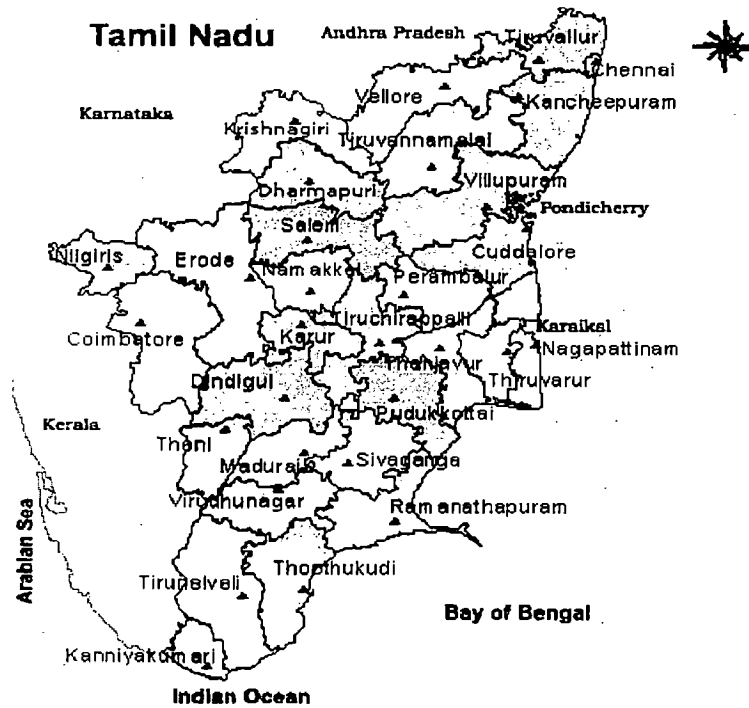 Tamil Nadu
Andhra Pradesh
Tiruvallur
Chennai
Vellore
Kancheepuram
Karnataka
Krishnagiri
Tiruvannamalai
Dharmapuri
Villupuram
Pondicherry
Salem
Nilgiris
Erode
Namakkal
Perambalur
Cuddalore
Coimbatore
Karur
Tiruchirappalli
Karaikal
Nagapattinam
Thanjavur
Thiruvarur
Dindigul
Pudukkottai
Kerala
Theni
Madurai
Sivaganga
Virudhunagar
Ramanathapuram
Arabian Sea
Tirunelveli
Thoothukudi
Bay of Bengal
Kanniyakumari
Indian Ocean